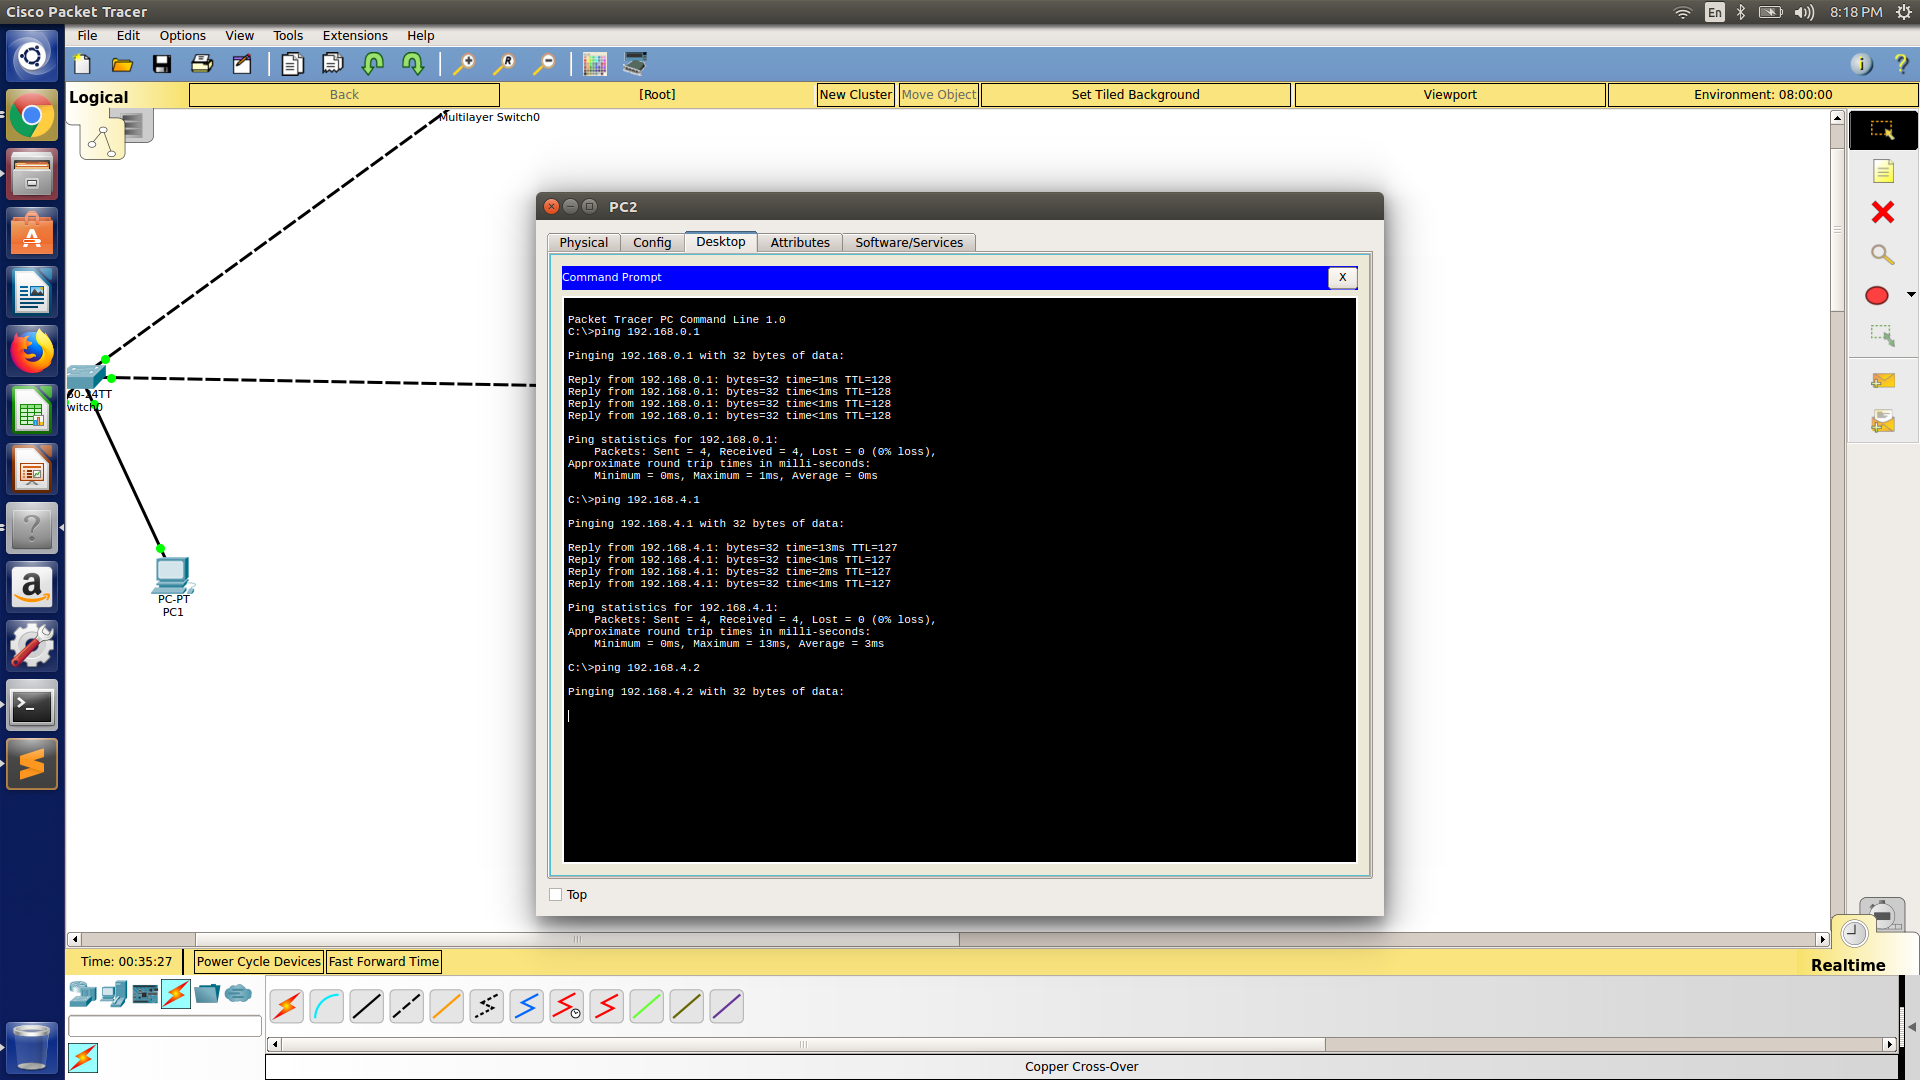 Cisco Packet Tracer
En
8:18 PM
File Edit Options View Tools Extensions Help
Logical
Back
[Root]
New Cluster
Move Object
Set Tiled Background
Viewport
Environment: 08:00:00
Multilayer Switch0
PC2
Physical Config Desktop Attributes Software/Services
Command Prompt
X
Packet Tracer PC Command Line 1.0
C:\>ping 192.168.0.1
Pinging 192.168.0.1 with 32 bytes of data:
Reply from 192.168.0.1: bytes=32 time=1ms TTL=128
Reply from 192.168.0.1: bytes=32 time<1ms TTL=128
Reply from 192.168.0.1: bytes=32 time<1ms TTL=128
Reply from 192.168.0.1: bytes=32 time<1ms TTL=128
Ping statistics for 192.168.0.1:
Packets: Sent = 4, Received = 4, Lost = 0 (0% loss),
Approximate round trip times in milli-seconds:
Minimum = 0ms, Maximum = 1ms, Average = 0ms
C:\>ping 192.168.4.1
Pinging 192.168.4.1 with 32 bytes of data:
Reply from 192.168.4.1: bytes=32 time=13ms TTL=127
Reply from 192.168.4.1: bytes=32 time<1ms TTL=127
Reply from 192.168.4.1: bytes=32 time=2ms TTL=127
Reply from 192.168.4.1: bytes=32 time<1ms TTL=127
Ping statistics for 192.168.4.1:
Packets: Sent = 4, Received = 4, Lost = 0 (0% loss),
Approximate round trip times in milli-seconds:
Minimum = 0ms, Maximum = 13ms, Average = 3ms
C:\>ping 192.168.4.2
Pinging 192.168.4.2 with 32 bytes of data:
Top
60-24TT
witch0
PC-PT
PC1
Time: 00:35:27
Power Cycle Devices
Fast Forward Time
Realtime
Copper Cross-Over